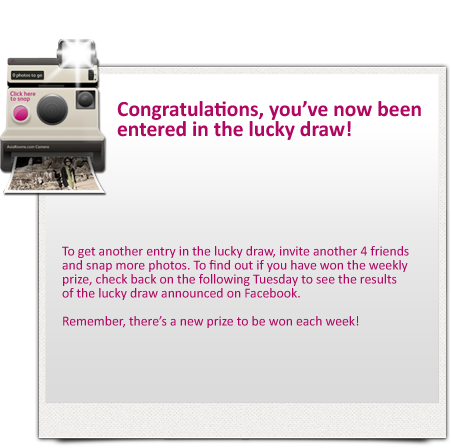 0 photos to go
Click here
to snap
AsiaRooms.com Camera
Congratulations, you've now been
entered in the lucky draw!
To get another entry in the lucky draw, invite another 4 friends
and snap more photos. To find out if you have won the weekly
prize, check back on the following Tuesday to see the results
of the lucky draw announced on Facebook.
Remember, there's a new prize to be won each week!